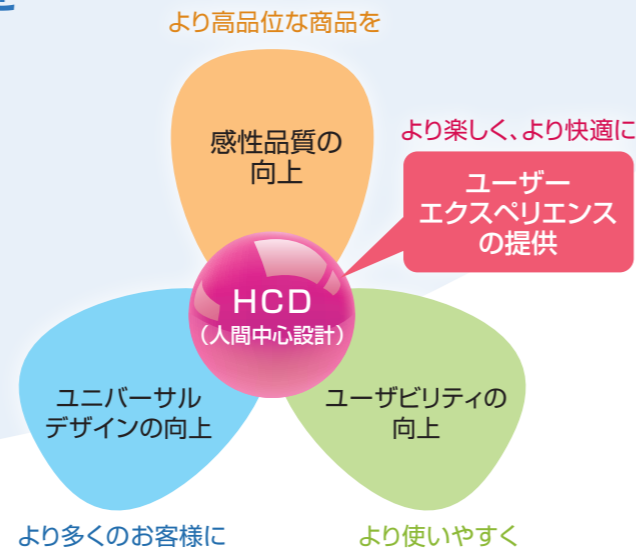 より高品位な商品を
感性品質の
向上
より楽しく、より快適に
ユーザー
エクスペリエンス
の提供
HCD
（人間中心設計）
ユニバーサル
デザインの向上
ユーザビリティの
向上
より多くのお客様に
より使いやすく